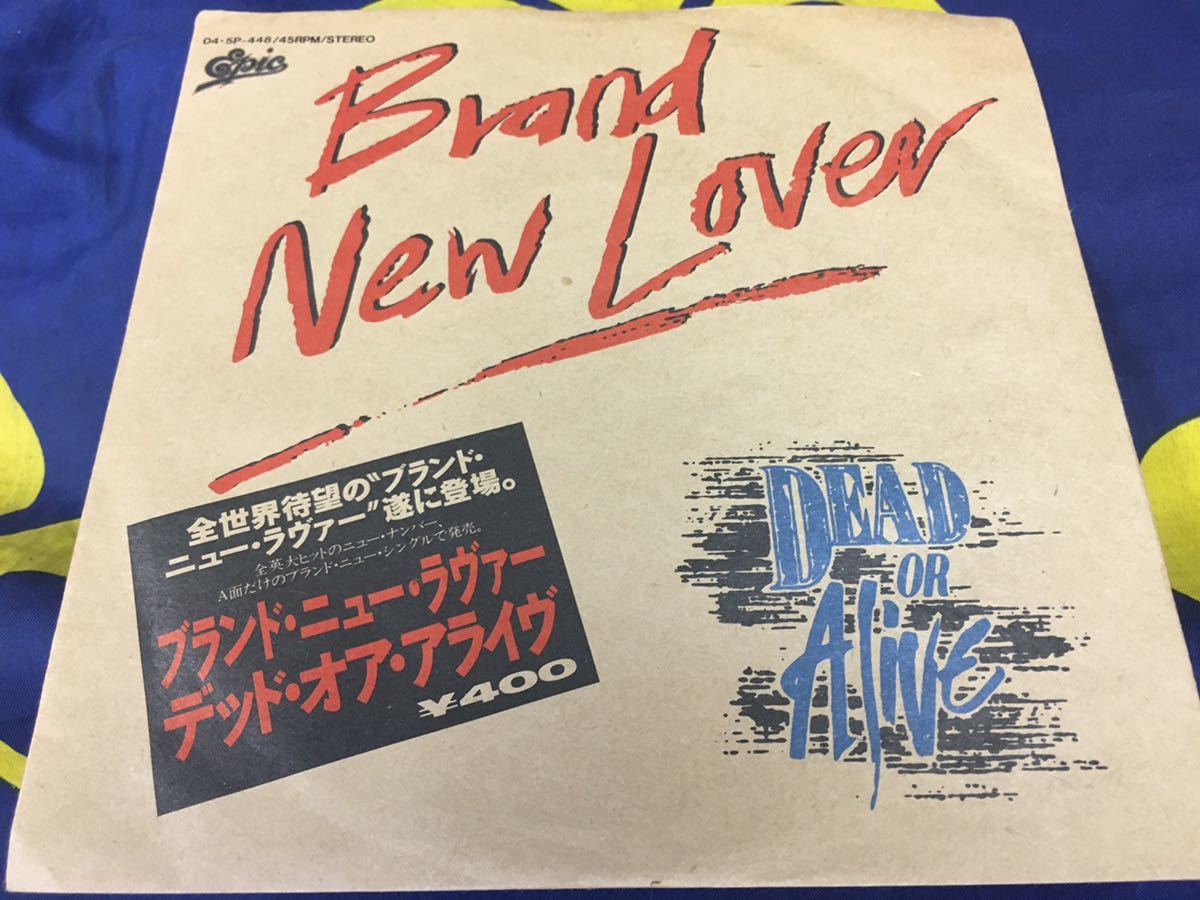 04・5P-448/45RPM/STEREO
Epic
Brand
New Lover
全世界待望の"ブランド・
ニュー・ラヴァー"遂に登場。
全英大ヒットのニュー・ナンバー、
A面だけのブランド・ニュー・シングルで発売。
ブランド・ニュー・ラヴァー
デッド・オア・アライヴ
¥400
DEAD
OR
Alive